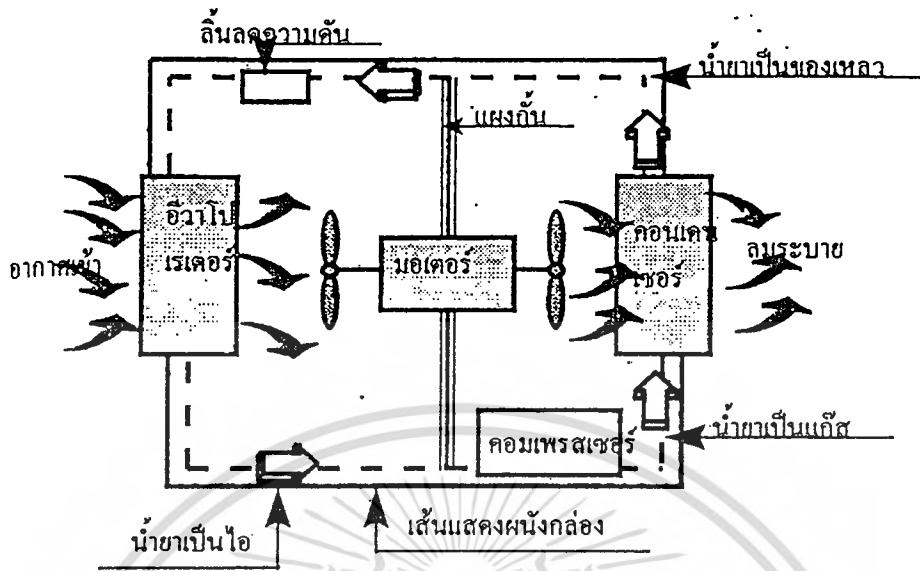 ลิ้นลดความดัน
น้ำยาเป็นของเหลว
แผงกั้น
อีวาโป
เรเตอร์
อากาศเข้า
มอเตอร์
คอนเดน
เซอร์
ลมระบาย
คอมเพรสเซอร์
น้ำยาเป็นแก๊ส
น้ำยาเป็นไอ
เส้นแสดงผนังกล่อง